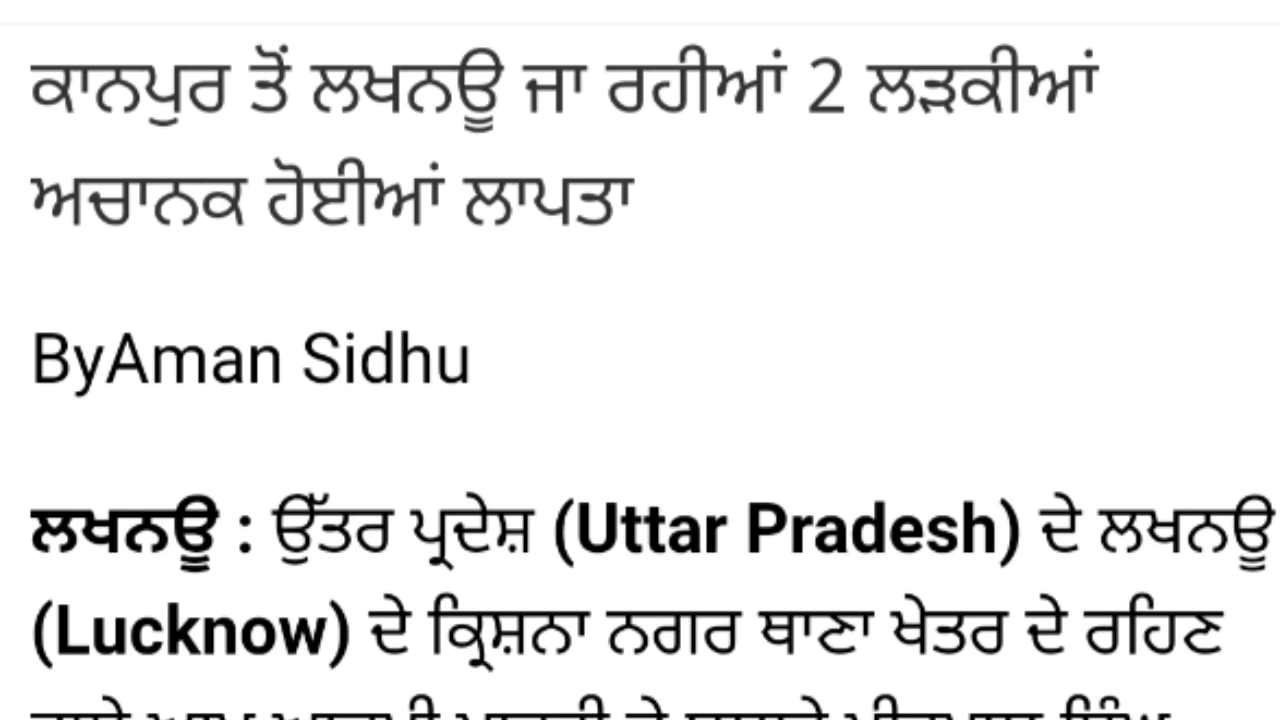 ਕਾਨਪੁਰ ਤੋਂ ਲਖਨਊ ਜਾ ਰਹੀਆਂ 2 ਲੜਕੀਆਂ
ਅਚਾਨਕ ਹੋਈਆਂ ਲਾਪਤਾ
ByAman Sidhu
ਲਖਨਊ : ਉੱਤਰ ਪ੍ਰਦੇਸ਼ (Uttar Pradesh) ਦੇ ਲਖਨਊ
(Lucknow) ਦੇ ਕ੍ਰਿਸ਼ਨਾ ਨਗਰ ਥਾਣਾ ਖੇਤਰ ਦੇ ਰਹਿਣ